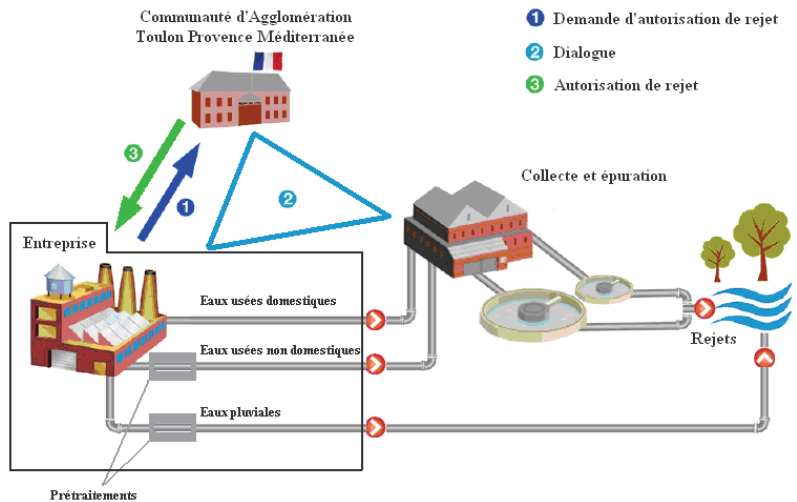 Communauté d'Agglomération
Toulon Provence Méditerranée
1 Demande d'autorisation de rejet
2 Dialogue
3 Autorisation de rejet
3
1
2
Collecte et épuration
Entreprise
Eaux usées domestiques
Eaux usées non domestiques
Rejets
Eaux pluviales
Prétraitements